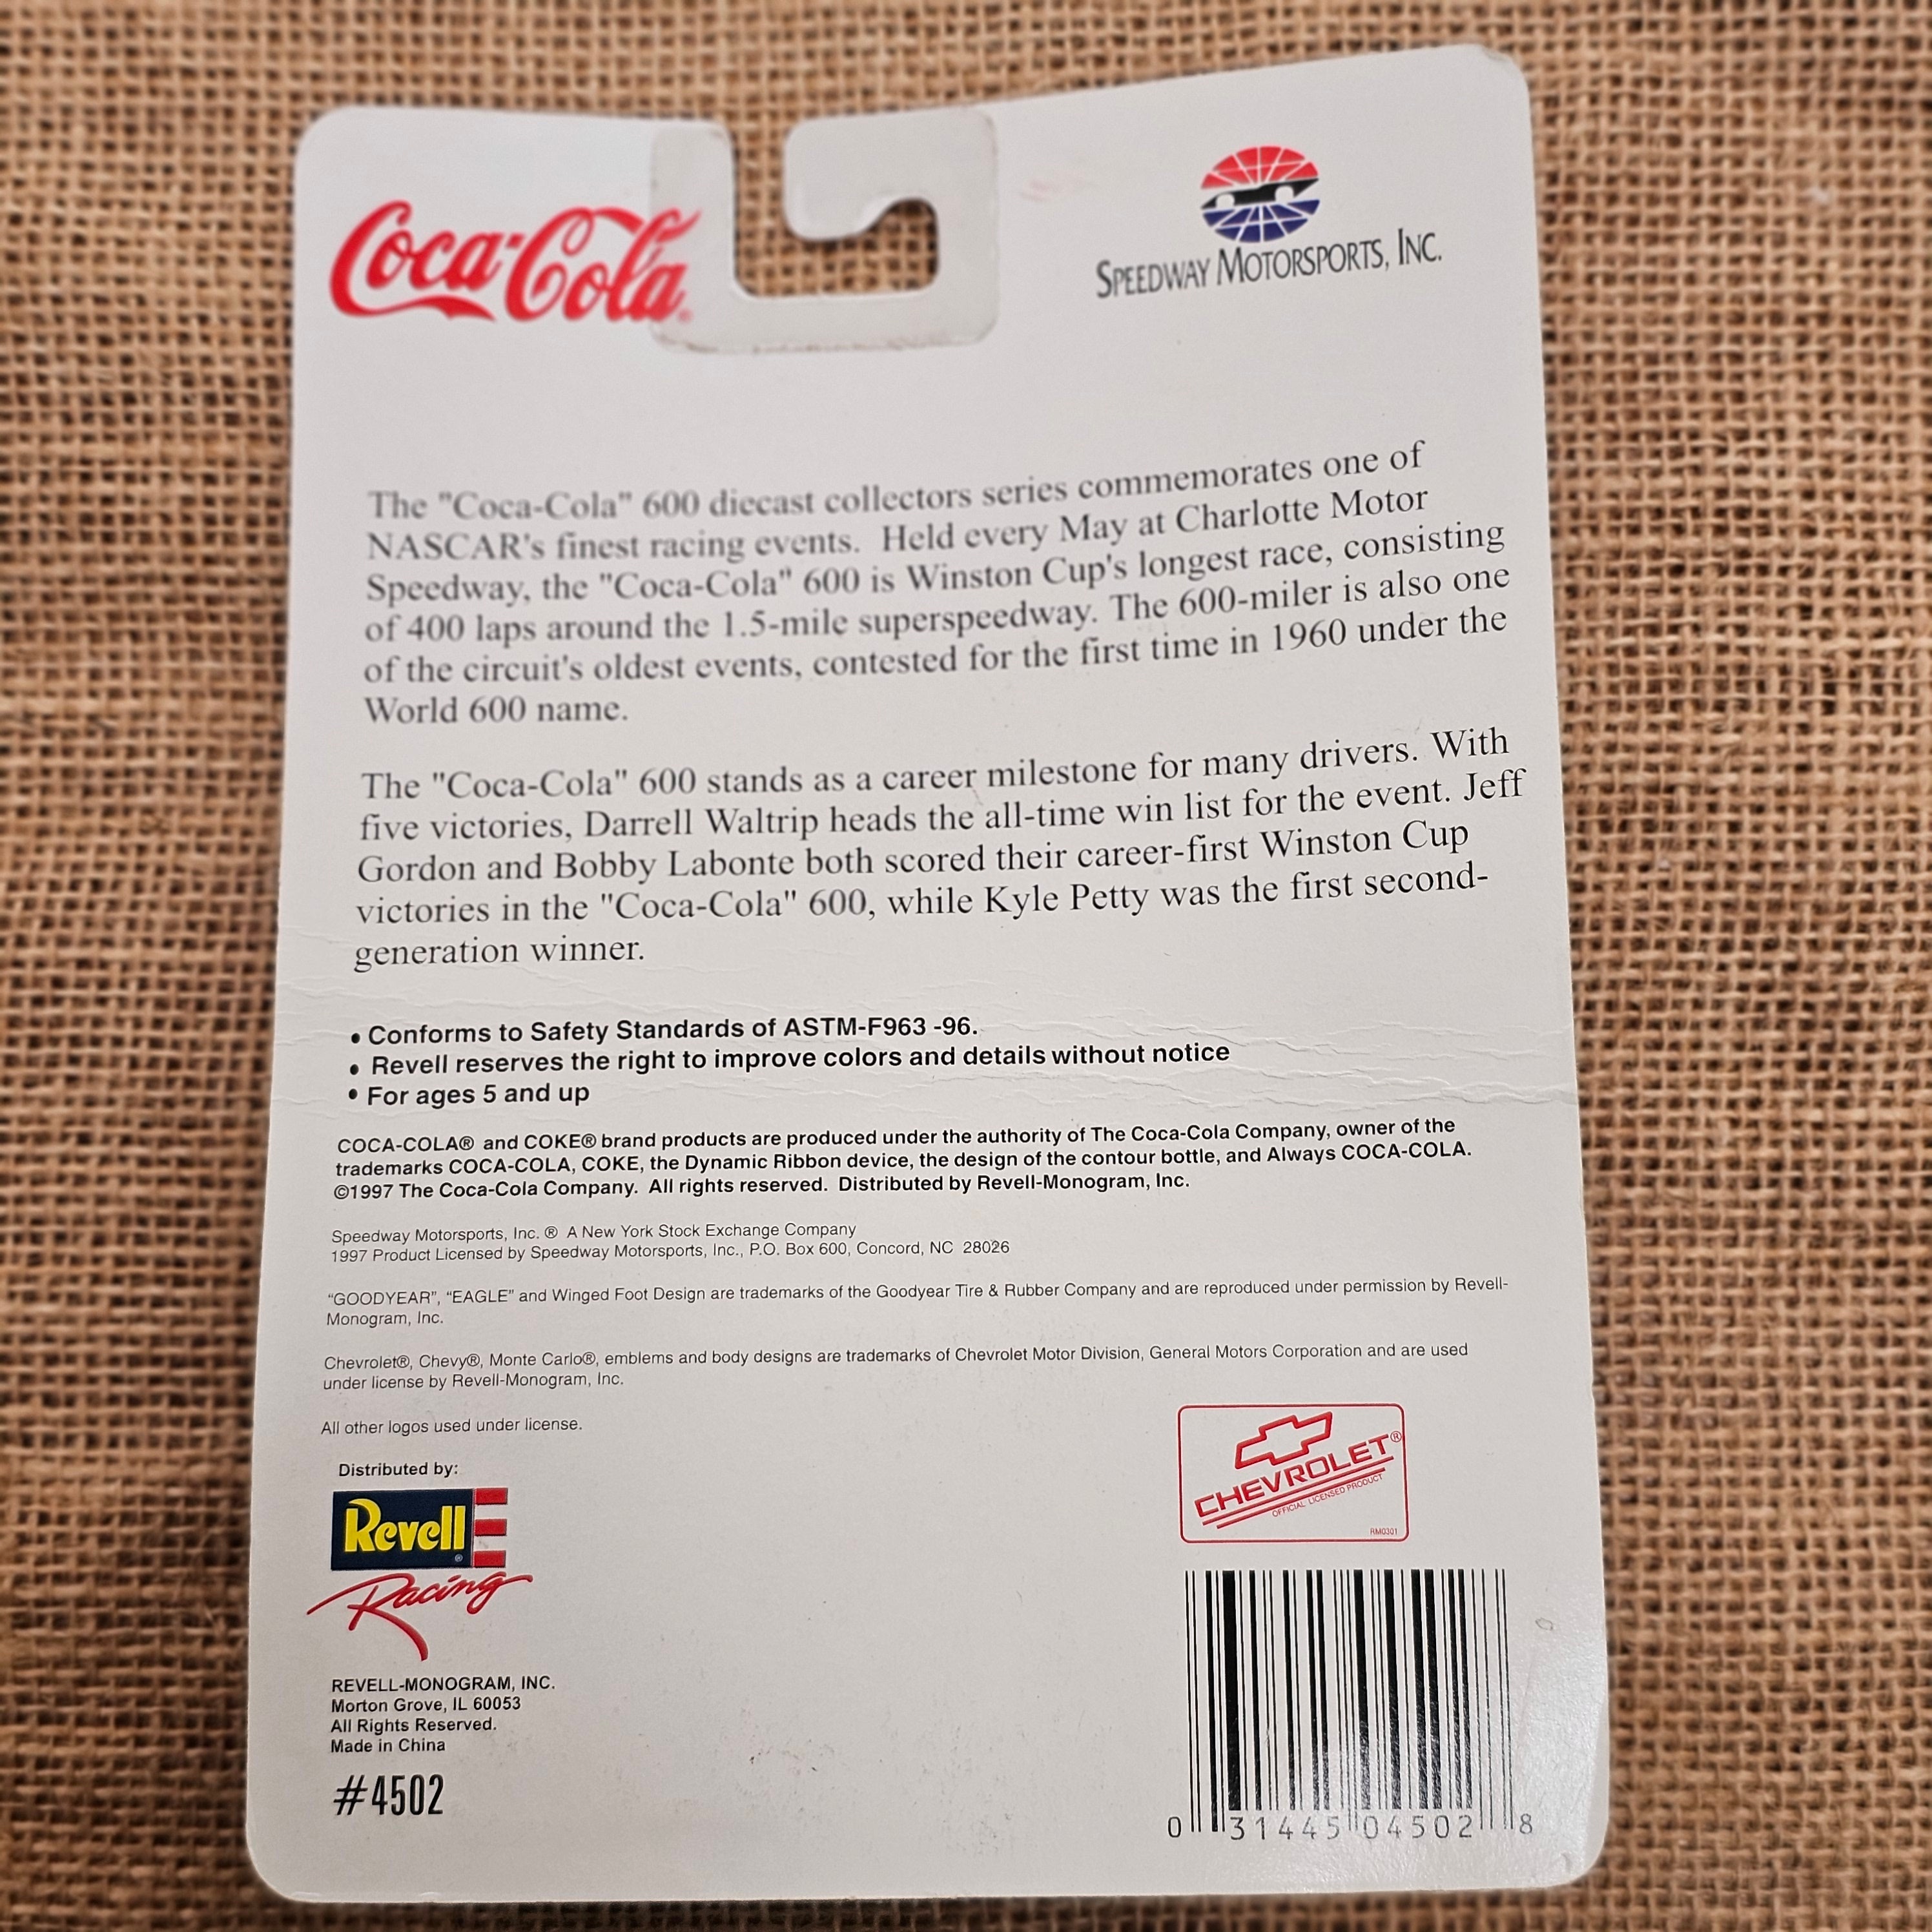 Coca-Cola®
SPEEDWAY MOTORSPORTS, INC.
The "Coca-Cola" 600 diecast collectors series commemorates one of
NASCAR's finest racing events. Held every May at Charlotte Motor
Speedway, the "Coca-Cola" 600 is Winston Cup's longest race, consisting
of 400 laps around the 1.5-mile superspeedway. The 600-miler is also one
of the circuit's oldest events, contested for the first time in 1960 under the
World 600 name.
The "Coca-Cola" 600 stands as a career milestone for many drivers. With
five victories, Darrell Waltrip heads the all-time win list for the event. Jeff
Gordon and Bobby Labonte both scored their career-first Winston Cup
victories in the "Coca-Cola" 600, while Kyle Petty was the first second-
generation winner.
• Conforms to Safety Standards of ASTM-F963 -96.
• Revell reserves the right to improve colors and details without notice
• For ages 5 and up
COCA-COLA® and COKE® brand products are produced under the authority of The Coca-Cola Company, owner of the
trademarks COCA-COLA, COKE, the Dynamic Ribbon device, the design of the contour bottle, and Always COCA-COLA.
©1997 The Coca-Cola Company. All rights reserved. Distributed by Revell-Monogram, Inc.
Speedway Motorsports, Inc. ® A New York Stock Exchange Company
1997 Product Licensed by Speedway Motorsports, Inc., P.O. Box 600, Concord, NC 28026
“GOODYEAR”, “EAGLE” and Winged Foot Design are trademarks of the Goodyear Tire & Rubber Company and are reproduced under permission by Revell-
Monogram, Inc.
Chevrolet®, Chevy®, Monte Carlo®, emblems and body designs are trademarks of Chevrolet Motor Division, General Motors Corporation and are used
under license by Revell-Monogram, Inc.
All other logos used under license.
Distributed by:
Revell®
Racing
REVELL-MONOGRAM, INC.
Morton Grove, IL 60053
All Rights Reserved.
Made in China
#4502
CHEVROLET®
OFFICIAL LICENSED PRODUCT
RM0301
0 31445 04502 8